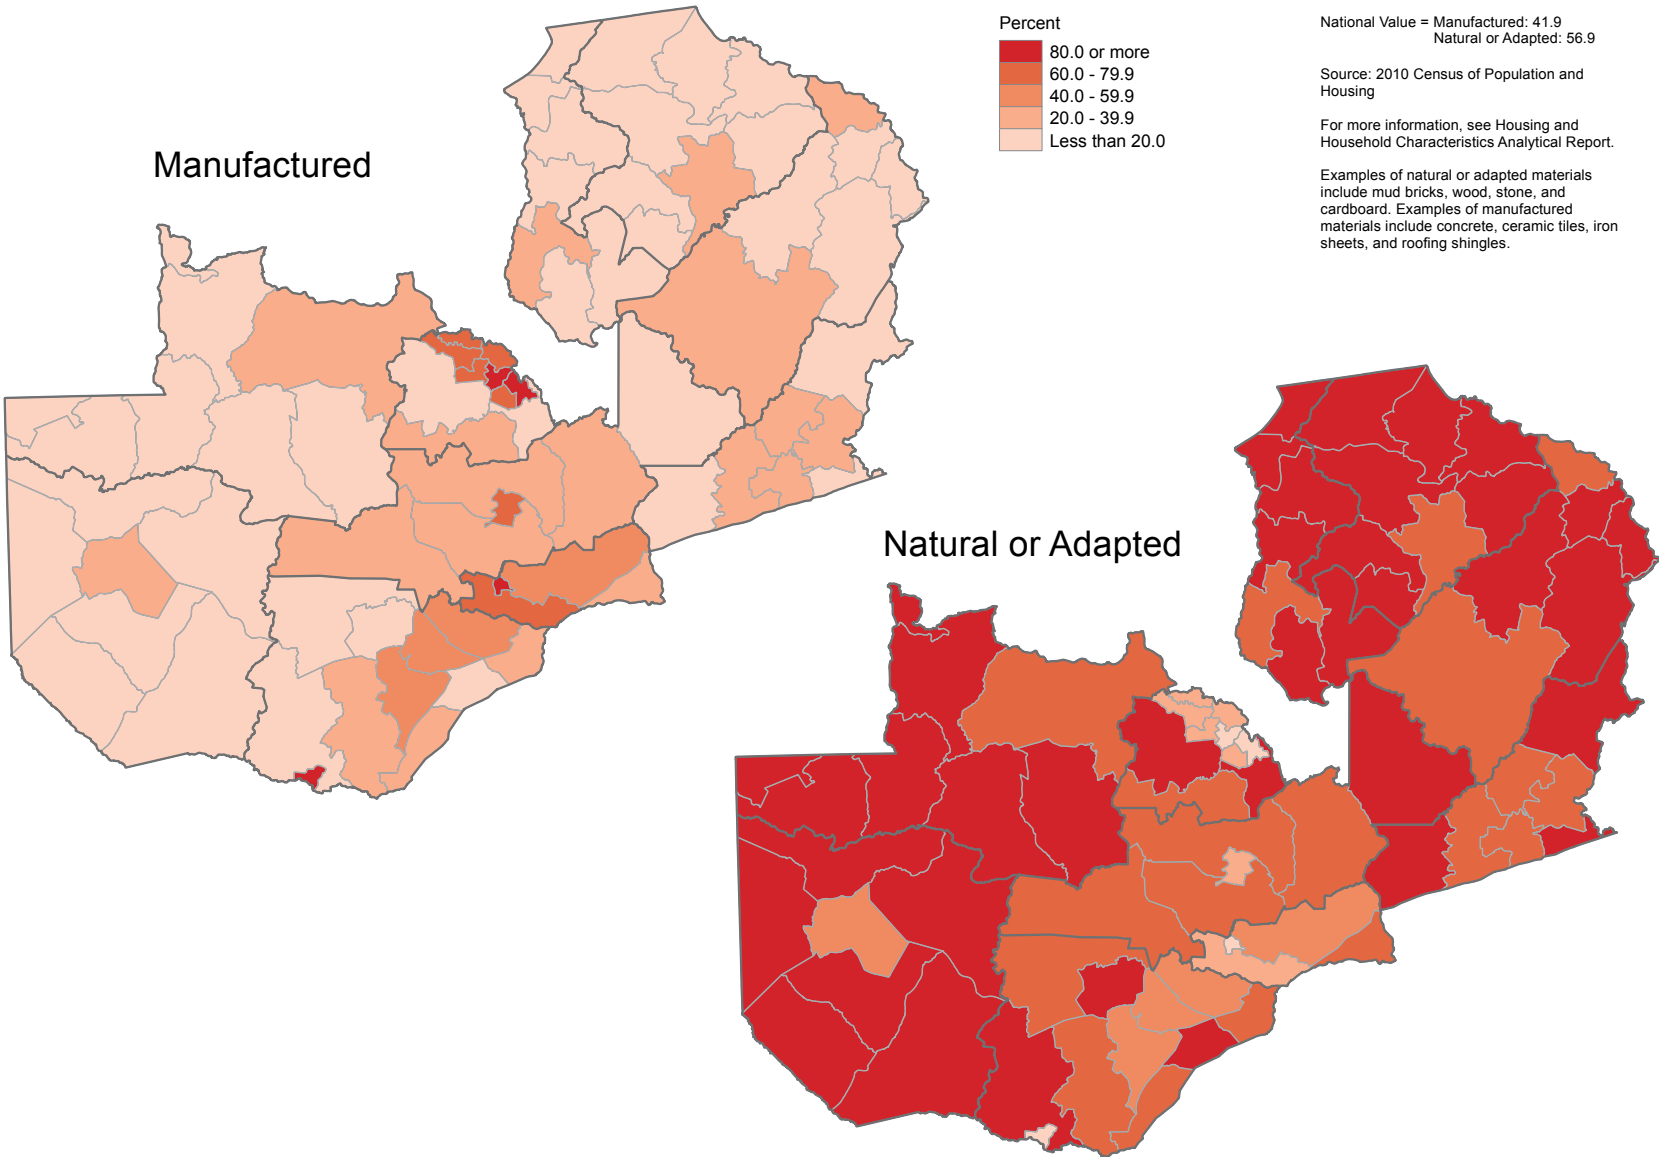 Percent
80.0 or more
60.0 - 79.9
40.0 - 59.9
20.0 - 39.9
Less than 20.0
National Value = Manufactured: 41.9
Natural or Adapted: 56.9
Source: 2010 Census of Population and
Housing
For more information, see Housing and
Household Characteristics Analytical Report.
Examples of natural or adapted materials
include mud bricks, wood, stone, and
cardboard. Examples of manufactured
materials include concrete, ceramic tiles, iron
sheets, and roofing shingles.
Manufactured
Natural or Adapted